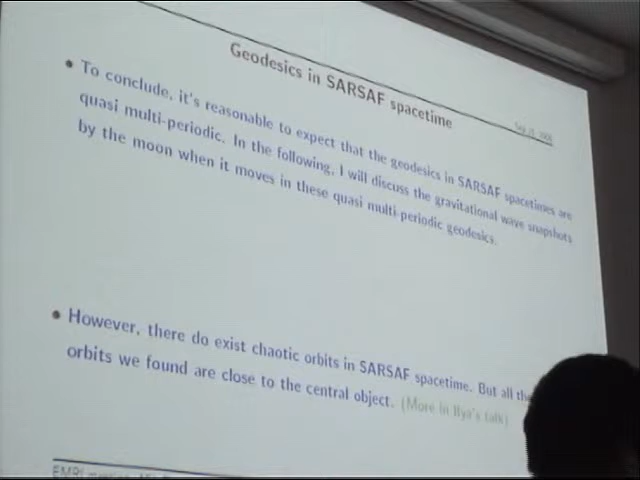 Geodesics in SARSAF spacetime
• To conclude, it's reasonable to expect that the geodesics in SARSAF spacetimes are
quasi multi-periodic. In the following, I will discuss the gravitational wave snapshots
by the moon when it moves in these quasi multi-periodic geodesics.
• However, there do exist chaotic orbits in SARSAF spacetime. But all the
orbits we found are close to the central object. (More in Ilya's talk)
EMRI